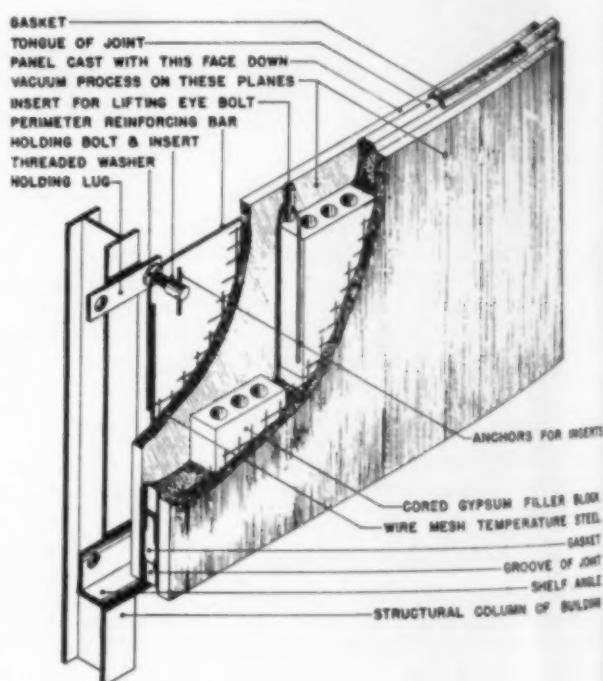 GASKET
TONGUE OF JOINT
PANEL CAST WITH THIS FACE DOWN
VACUUM PROCESS ON THESE PLANES
INSERT FOR LIFTING EYE BOLT
PERIMETER REINFORCING BAR
HOLDING BOLT & INSERT
THREADED WASHER
HOLDING LUG
ANCHORS FOR INSERTS
CORED GYPSUM FILLER BLOCK
WIRE MESH TEMPERATURE STEEL
GASKET
GROOVE OF JOINT
SHELF ANGLE
STRUCTURAL COLUMN OF BUILDING